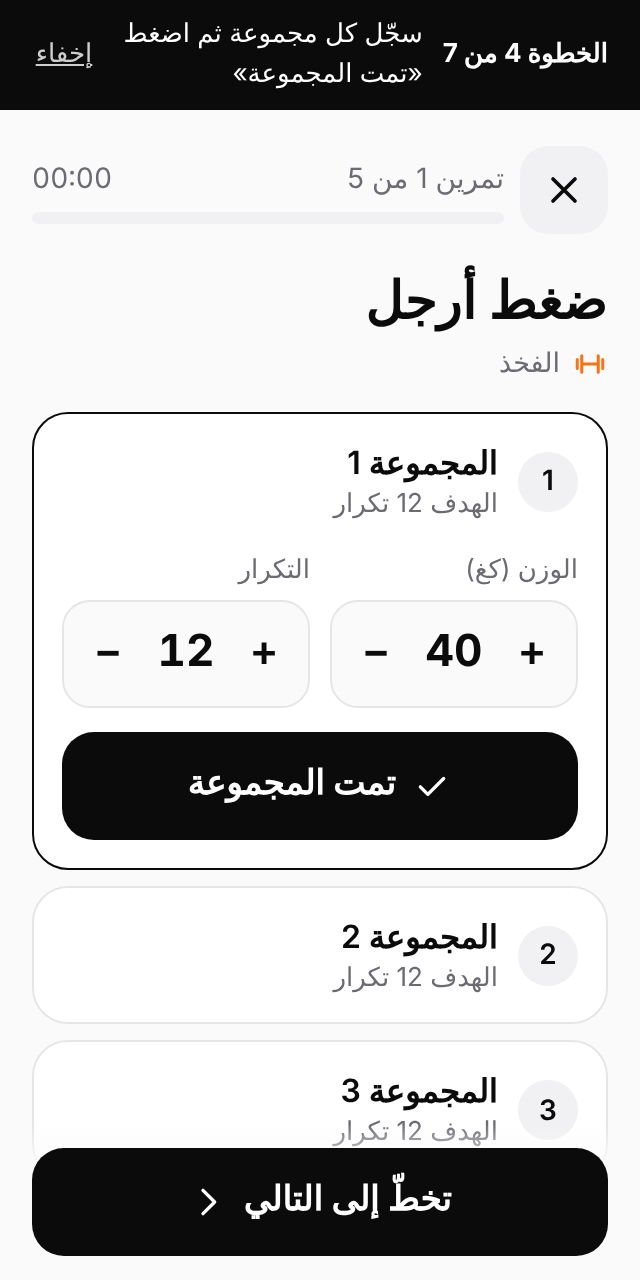 الخطوة 4 من 7
سجّل كل مجموعة ثم اضغط
«تمت المجموعة»
إخفاء
تمرين 1 من 5
00:00
ضغط أرجل
الفخذ
1
المجموعة 1
الهدف 12 تكرار
الوزن (كغ)
التكرار
+ 40 −
+ 12 −
تمت المجموعة
2
المجموعة 2
الهدف 12 تكرار
3
المجموعة 3
الهدف 12 تكرار
تخطّ إلى التالي